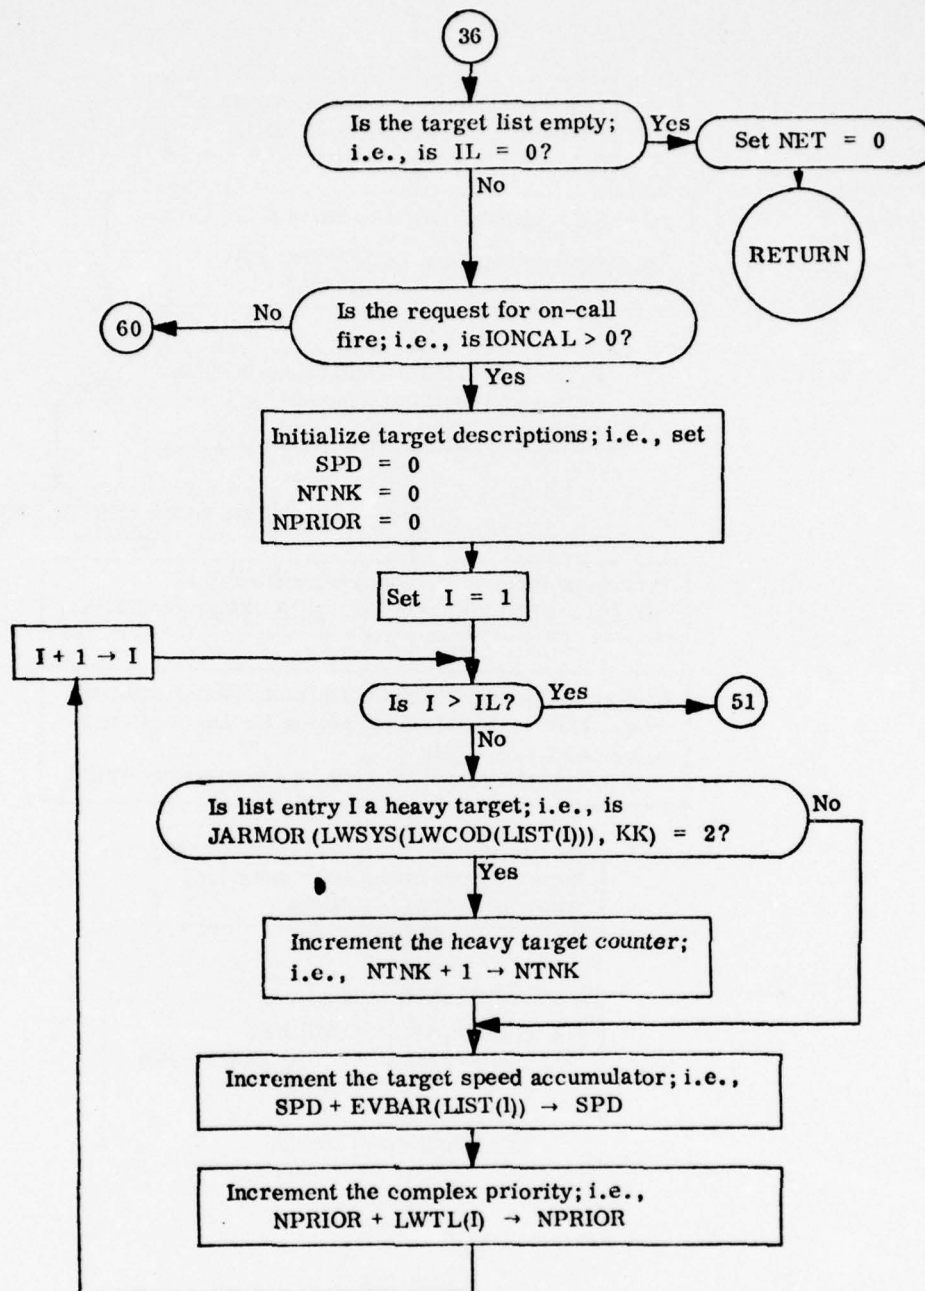 36
Is the target list empty;
i.e., is IL = 0?
Yes
Set NET = 0
No
RETURN
Is the request for on-call
fire; i.e., is IONCAL > 0?
No
60
Yes
Initialize target descriptions; i.e., set
SPD = 0
NTNK = 0
NPRIOR = 0
Set I = 1
I + 1 → I
Is I > IL?
Yes
51
No
Is list entry I a heavy target; i.e., is
JARMOR (LWSYS(LWCOD(LIST(I))), KK) = 2?
No
Yes
Increment the heavy target counter;
i.e., NTNK + 1 → NTNK
Increment the target speed accumulator; i.e.,
SPD + EVBAR(LIST(I)) → SPD
Increment the complex priority; i.e.,
NPRIOR + LWTL(I) → NPRIOR